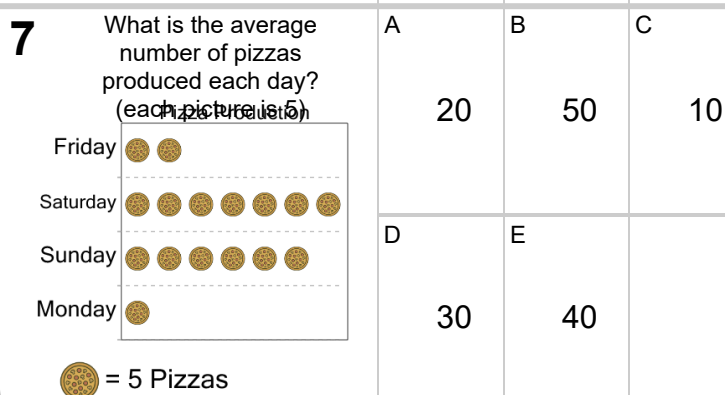 7
What is the average
number of pizzas
produced each day?
(each picture is 5)
Pizza Production
Friday
Saturday
Sunday
Monday
= 5 Pizzas
A
B
C
20
50
10
D
E
30
40